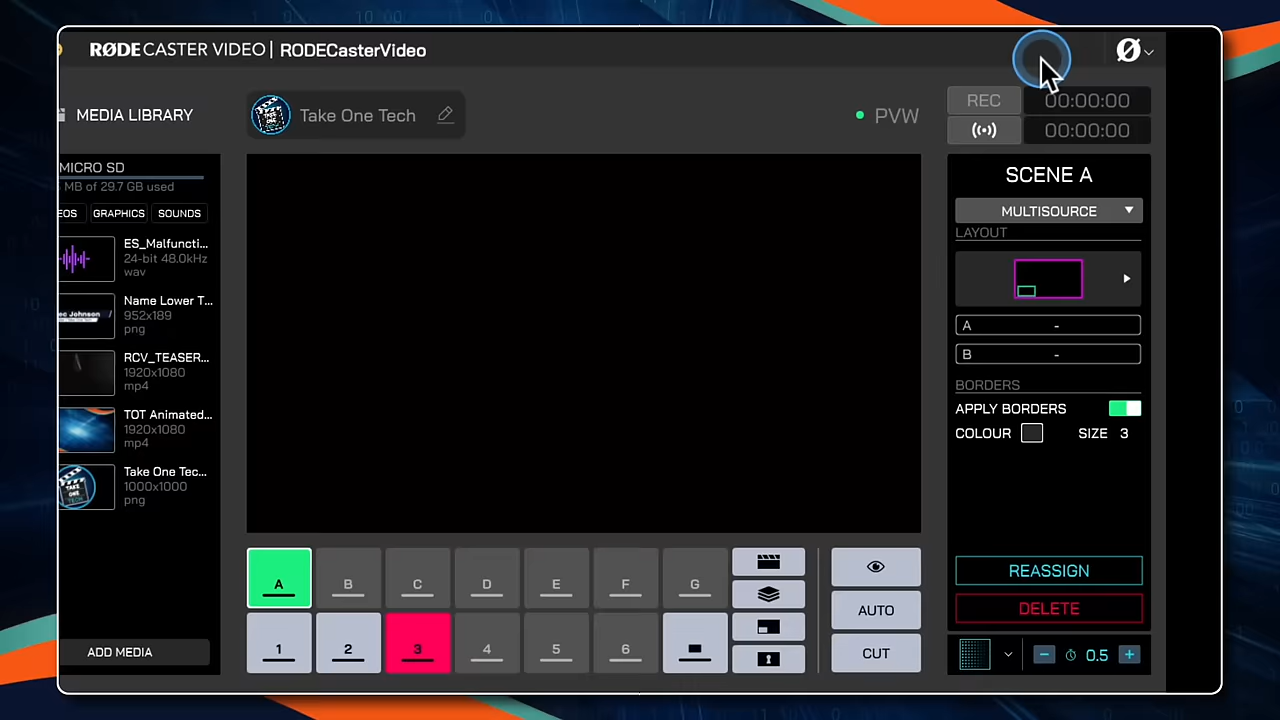 RØDECASTER VIDEO | RODECasterVideo
MEDIA LIBRARY
Take One Tech
PVW
REC
00:00:00
00:00:00
MICRO SD
MB of 29.7 GB used
EOS
GRAPHICS
SOUNDS
ES_Malfuncti...
24-bit 48.0kHz
wav
Name Lower T...
952x189
png
RCV_TEASER...
1920x1080
mp4
TOT Animated...
1920x1080
mp4
Take One Tec...
1000x1000
png
ADD MEDIA
SCENE A
MULTISOURCE
LAYOUT
A -
B -
BORDERS
APPLY BORDERS
COLOUR
SIZE 3
REASSIGN
DELETE
0.5
A
B
C
D
E
F
G
1
2
3
4
5
6
AUTO
CUT